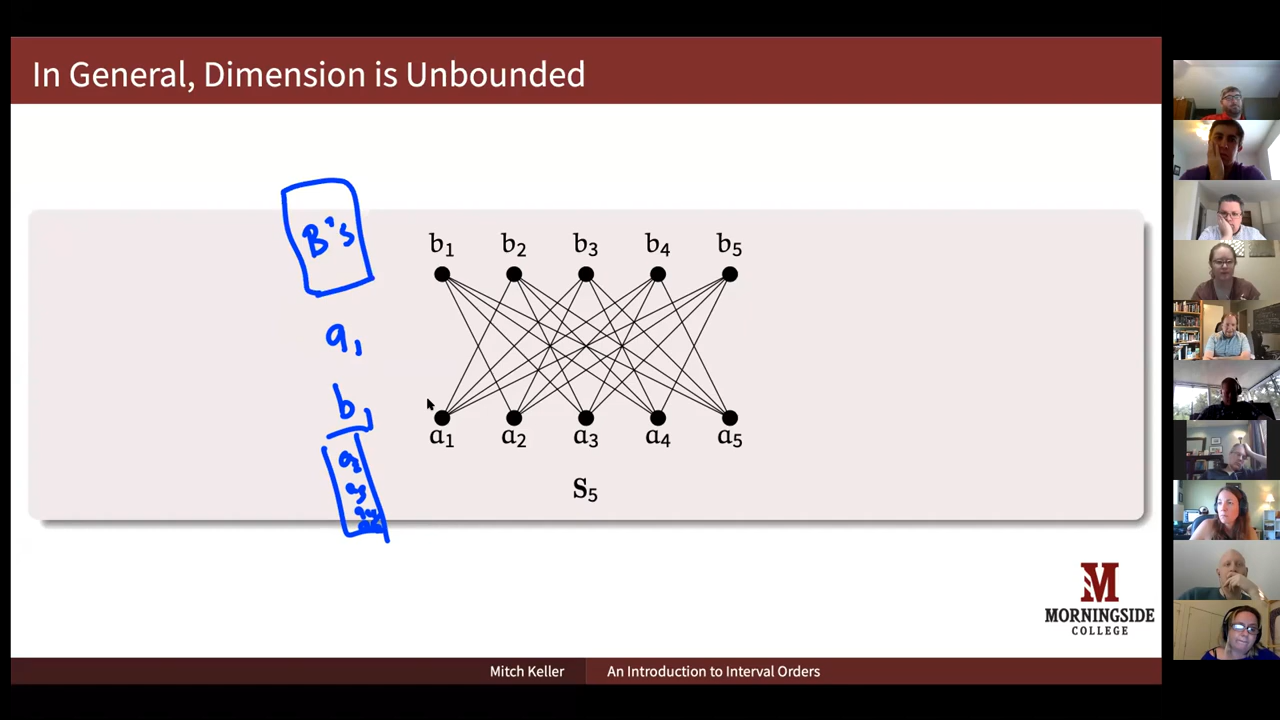 In General, Dimension is Unbounded
B's
a₁
b₁
a₂
a₃
b₁ b₂ b₃ b₄ b₅
a₁ a₂ a₃ a₄ a₅
S₅
M
MORNINGSIDE
COLLEGE
Mitch Keller An Introduction to Interval Orders